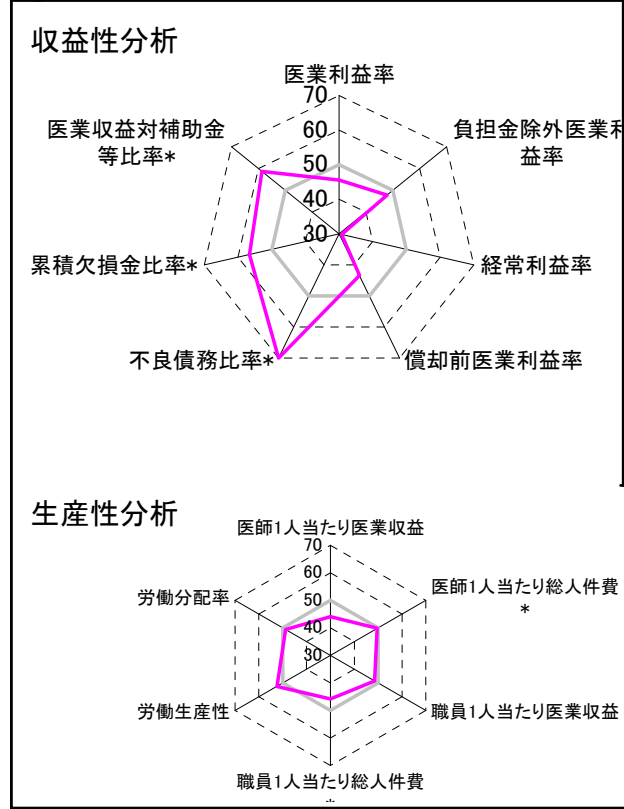 収益性分析
医業利益率
70
60
50
40
30
医業収益対補助金
等比率*
負担金除外医業利
益率
累積欠損金比率*
経常利益率
不良債務比率*
償却前医業利益率
生産性分析
医師1人当たり医業収益
70
60
50
40
30
労働分配率
医師1人当たり総人件費
*
労働生産性
職員1人当たり医業収益
職員1人当たり総人件費
*